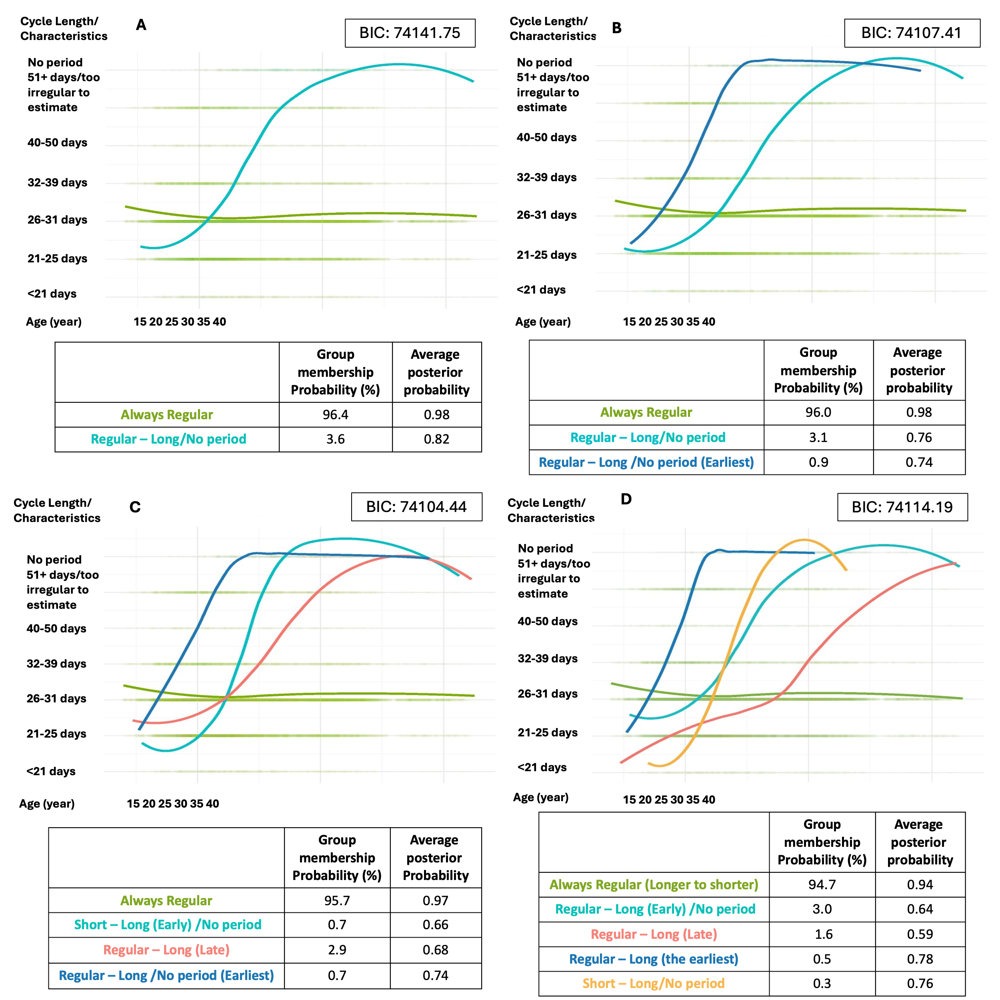 Cycle Length/
Characteristics
A
BIC: 74141.75
No period
51+ days/too
irregular to
estimate
40-50 days
32-39 days
26-31 days
21-25 days
<21 days
Age (year)
15 20 25 30 35 40
Group
membership
Probability (%)
Average
posterior
probability
Always Regular 96.4 0.98
Regular – Long/No period 3.6 0.82
Cycle Length/
Characteristics
B
BIC: 74107.41
No period
51+ days/too
irregular to
estimate
40-50 days
32-39 days
26-31 days
21-25 days
<21 days
Age (year)
15 20 25 30 35 40
Group
membership
Probability (%)
Average
posterior
probability
Always Regular 96.0 0.98
Regular – Long/No period 3.1 0.76
Regular – Long /No period (Earliest) 0.9 0.74
Cycle Length/
Characteristics
C
BIC: 74104.44
No period
51+ days/too
irregular to
estimate
40-50 days
32-39 days
26-31 days
21-25 days
<21 days
Age (year)
15 20 25 30 35 40
Group
membership
Probability (%)
Average
posterior
Probability
Always Regular 95.7 0.97
Short – Long (Early) /No period 0.7 0.66
Regular – Long (Late) 2.9 0.68
Regular – Long /No period (Earliest) 0.7 0.74
Cycle Length/
Characteristics
D
BIC: 74114.19
No period
51+ days/too
irregular to
estimate
40-50 days
32-39 days
26-31 days
21-25 days
<21 days
Age (year)
15 20 25 30 35 40
Group
membership
Probability (%)
Average
posterior
probability
Always Regular (Longer to shorter) 94.7 0.94
Regular – Long (Early) /No period 3.0 0.64
Regular – Long (Late) 1.6 0.59
Regular – Long (the earliest) 0.5 0.78
Short – Long/No period 0.3 0.76